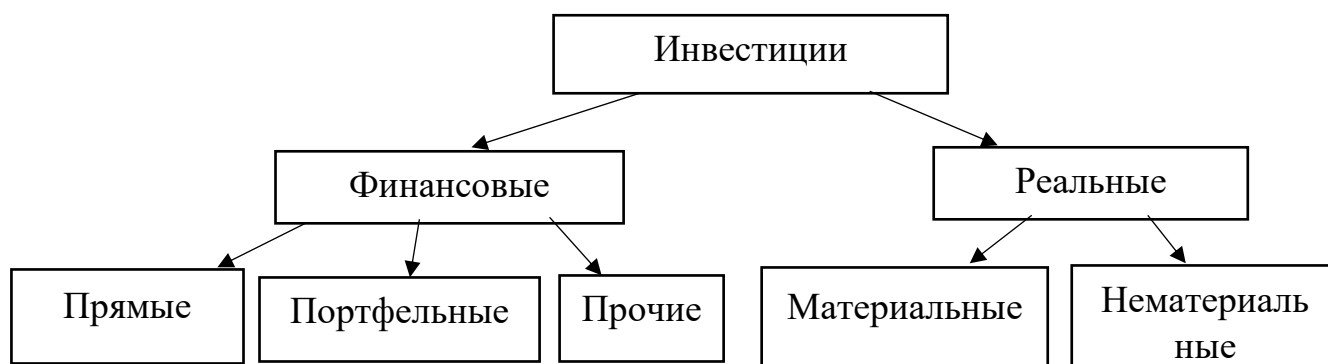 Инвестиции
Финансовые
Реальные
Прямые
Портфельные
Прочие
Материальные
Нематериаль
ные